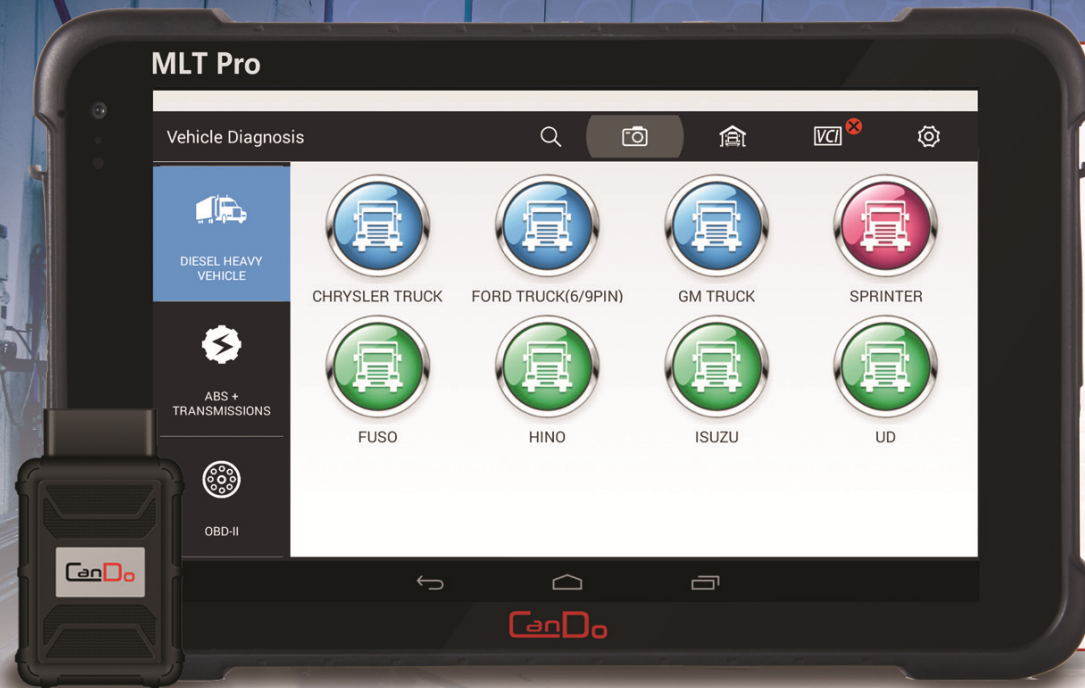 MLT Pro
Vehicle Diagnosis
VCI
DIESEL HEAVY
VEHICLE
CHRYSLER TRUCK
FORD TRUCK(6/9PIN)
GM TRUCK
SPRINTER
ABS +
TRANSMISSIONS
FUSO
HINO
ISUZU
UD
OBD-II
CanDo
CanDo